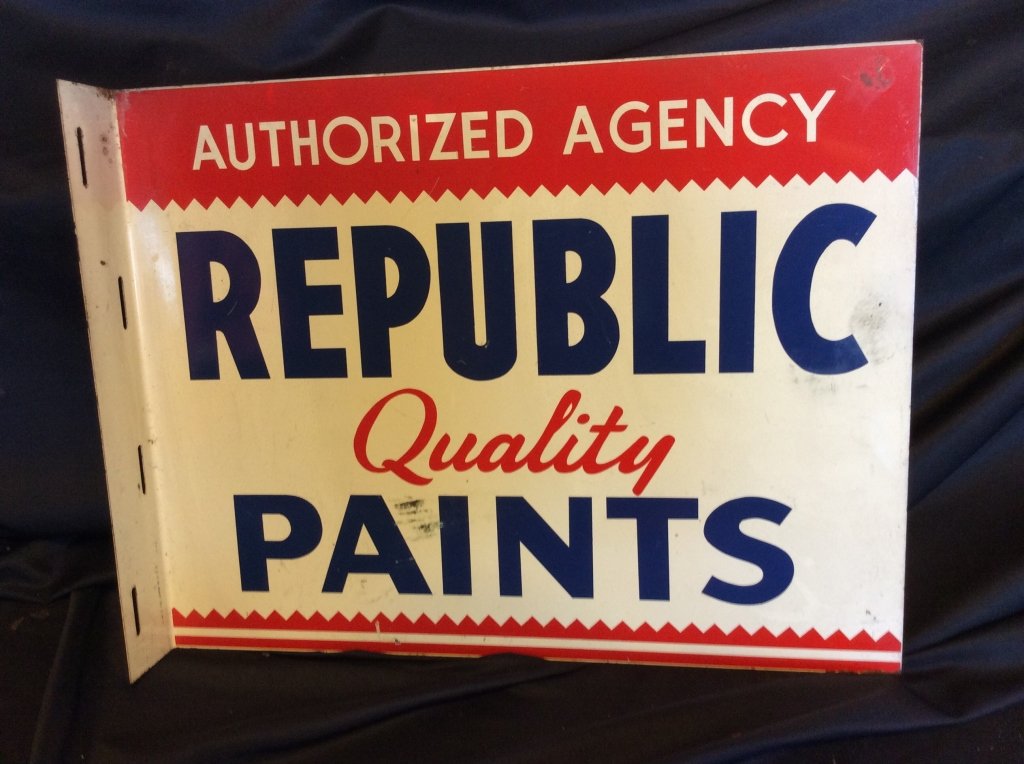 AUTHORIZED AGENCY
REPUBLIC
Quality
PAINTS